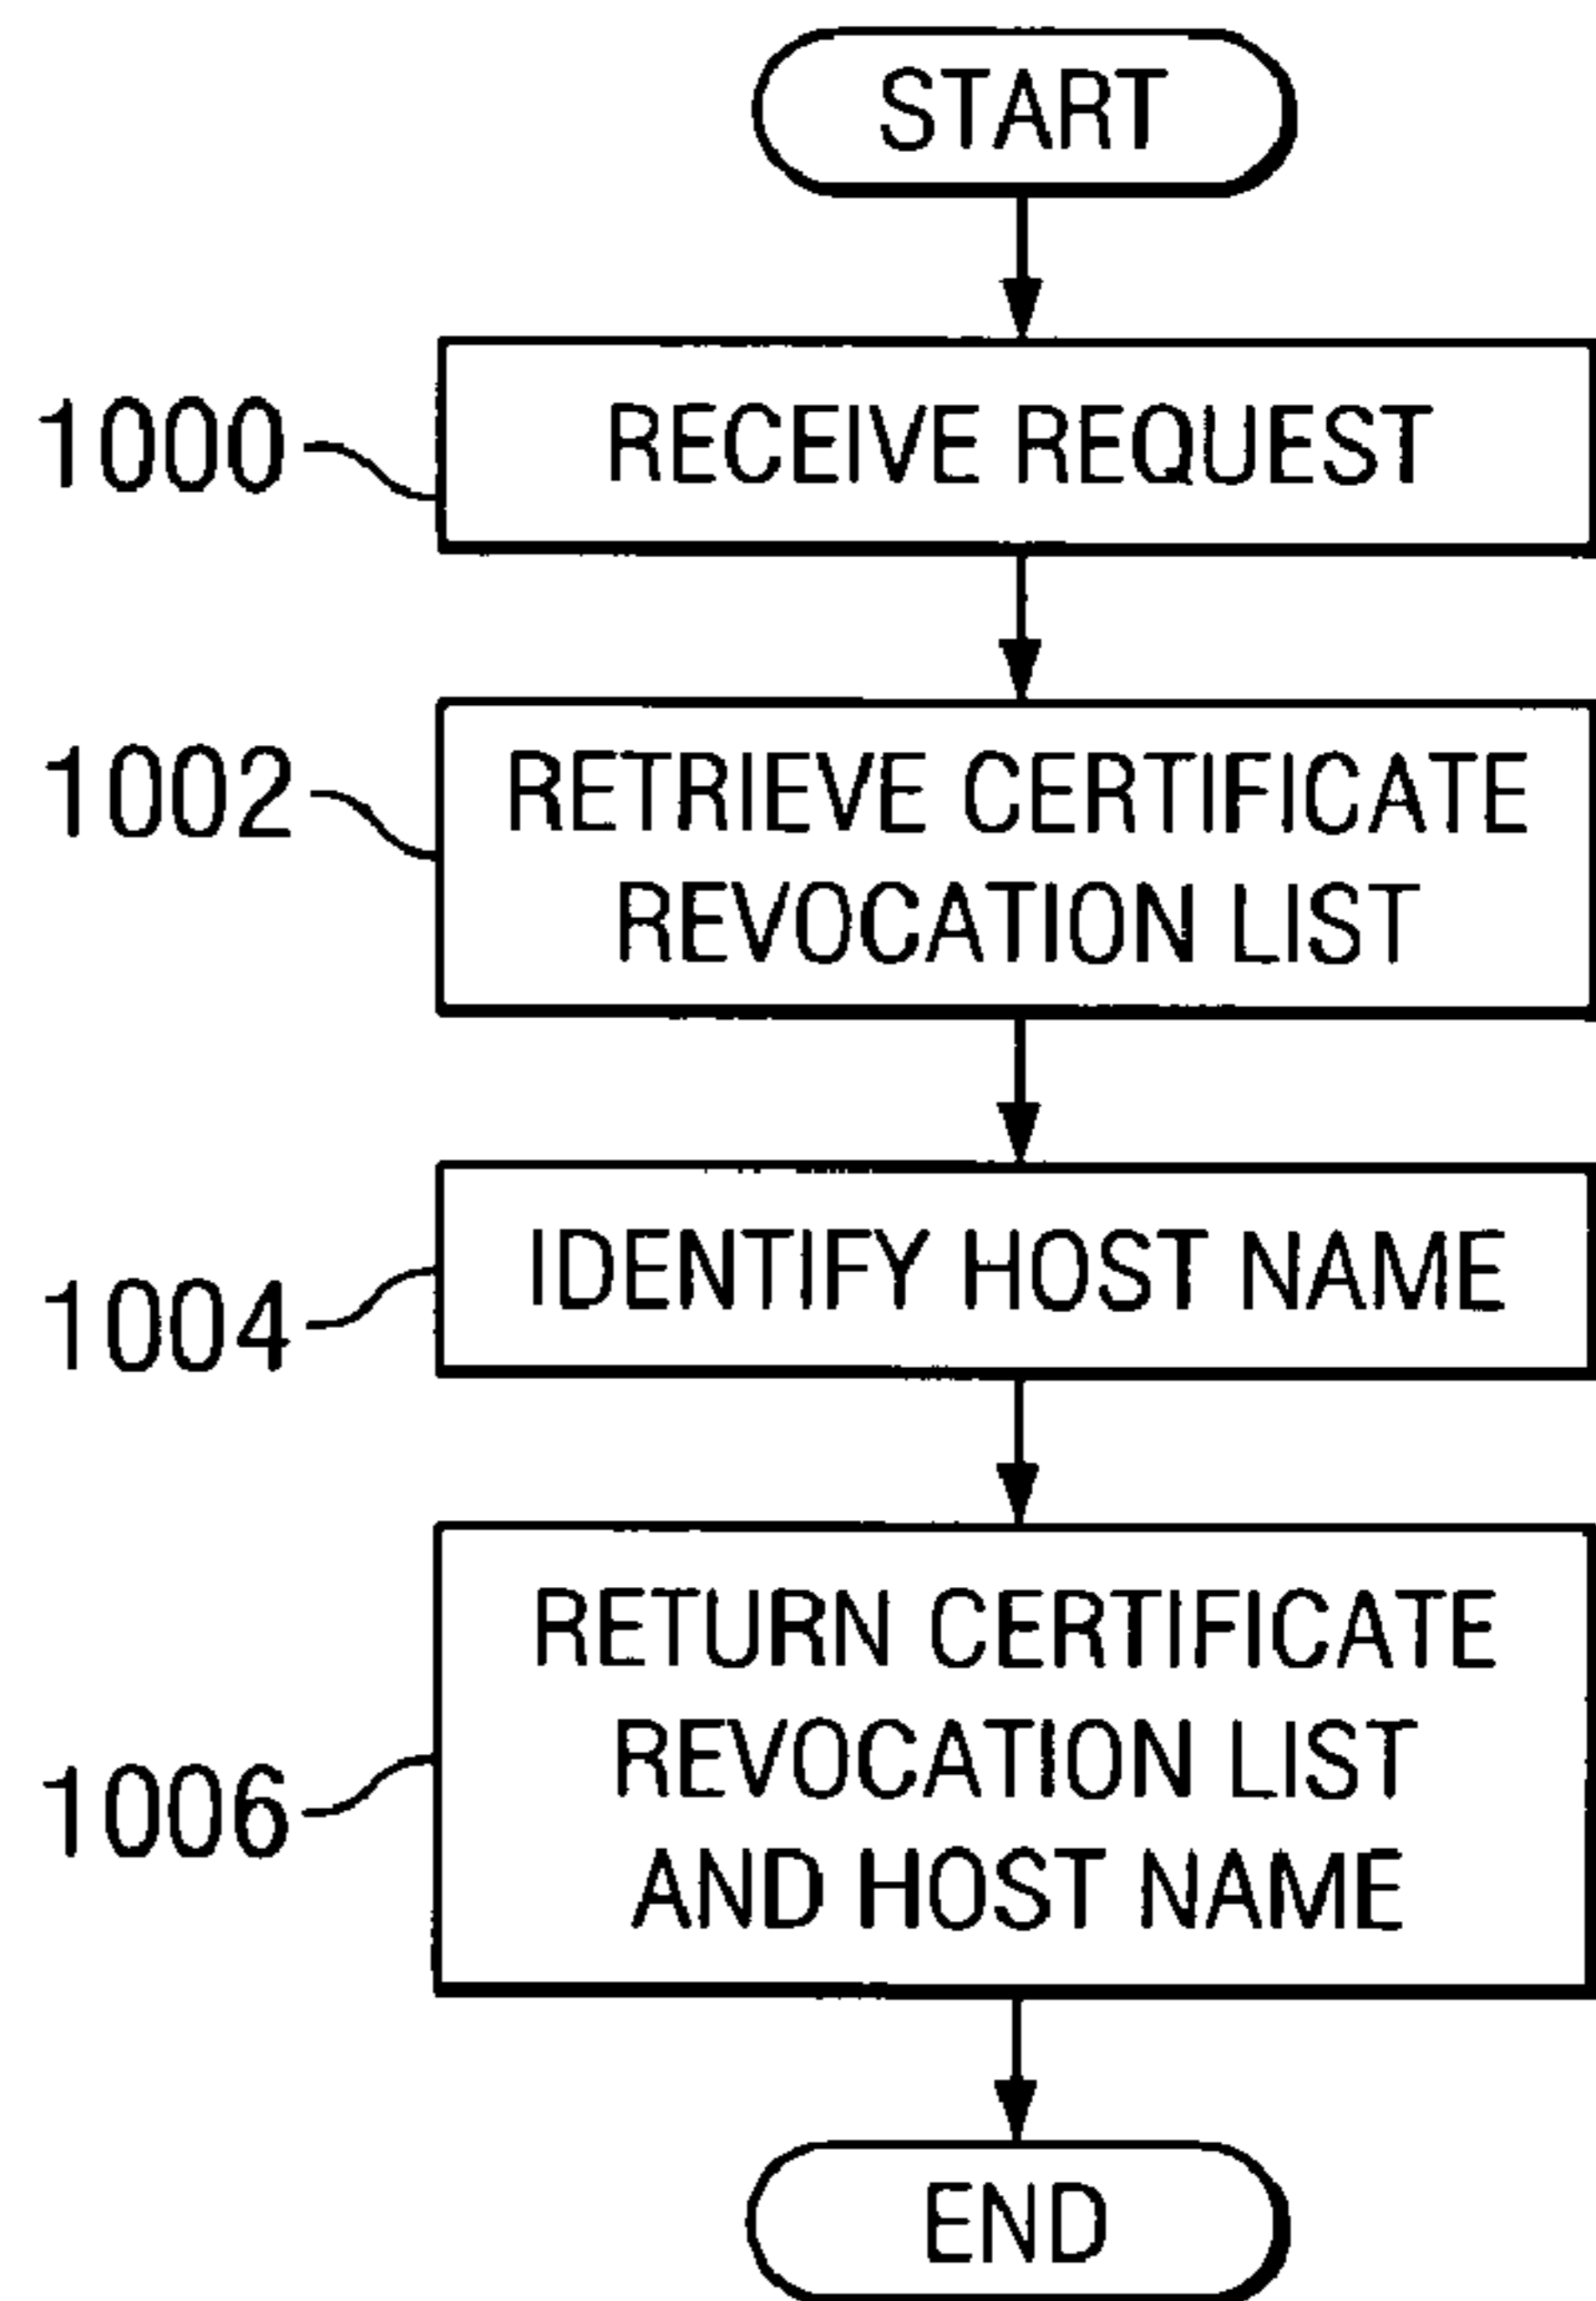 START
1000
RECEIVE REQUEST
1002
RETRIEVE CERTIFICATE
REVOCATION LIST
1004
IDENTIFY HOST NAME
1006
RETURN CERTIFICATE
REVOCATION LIST
AND HOST NAME
END